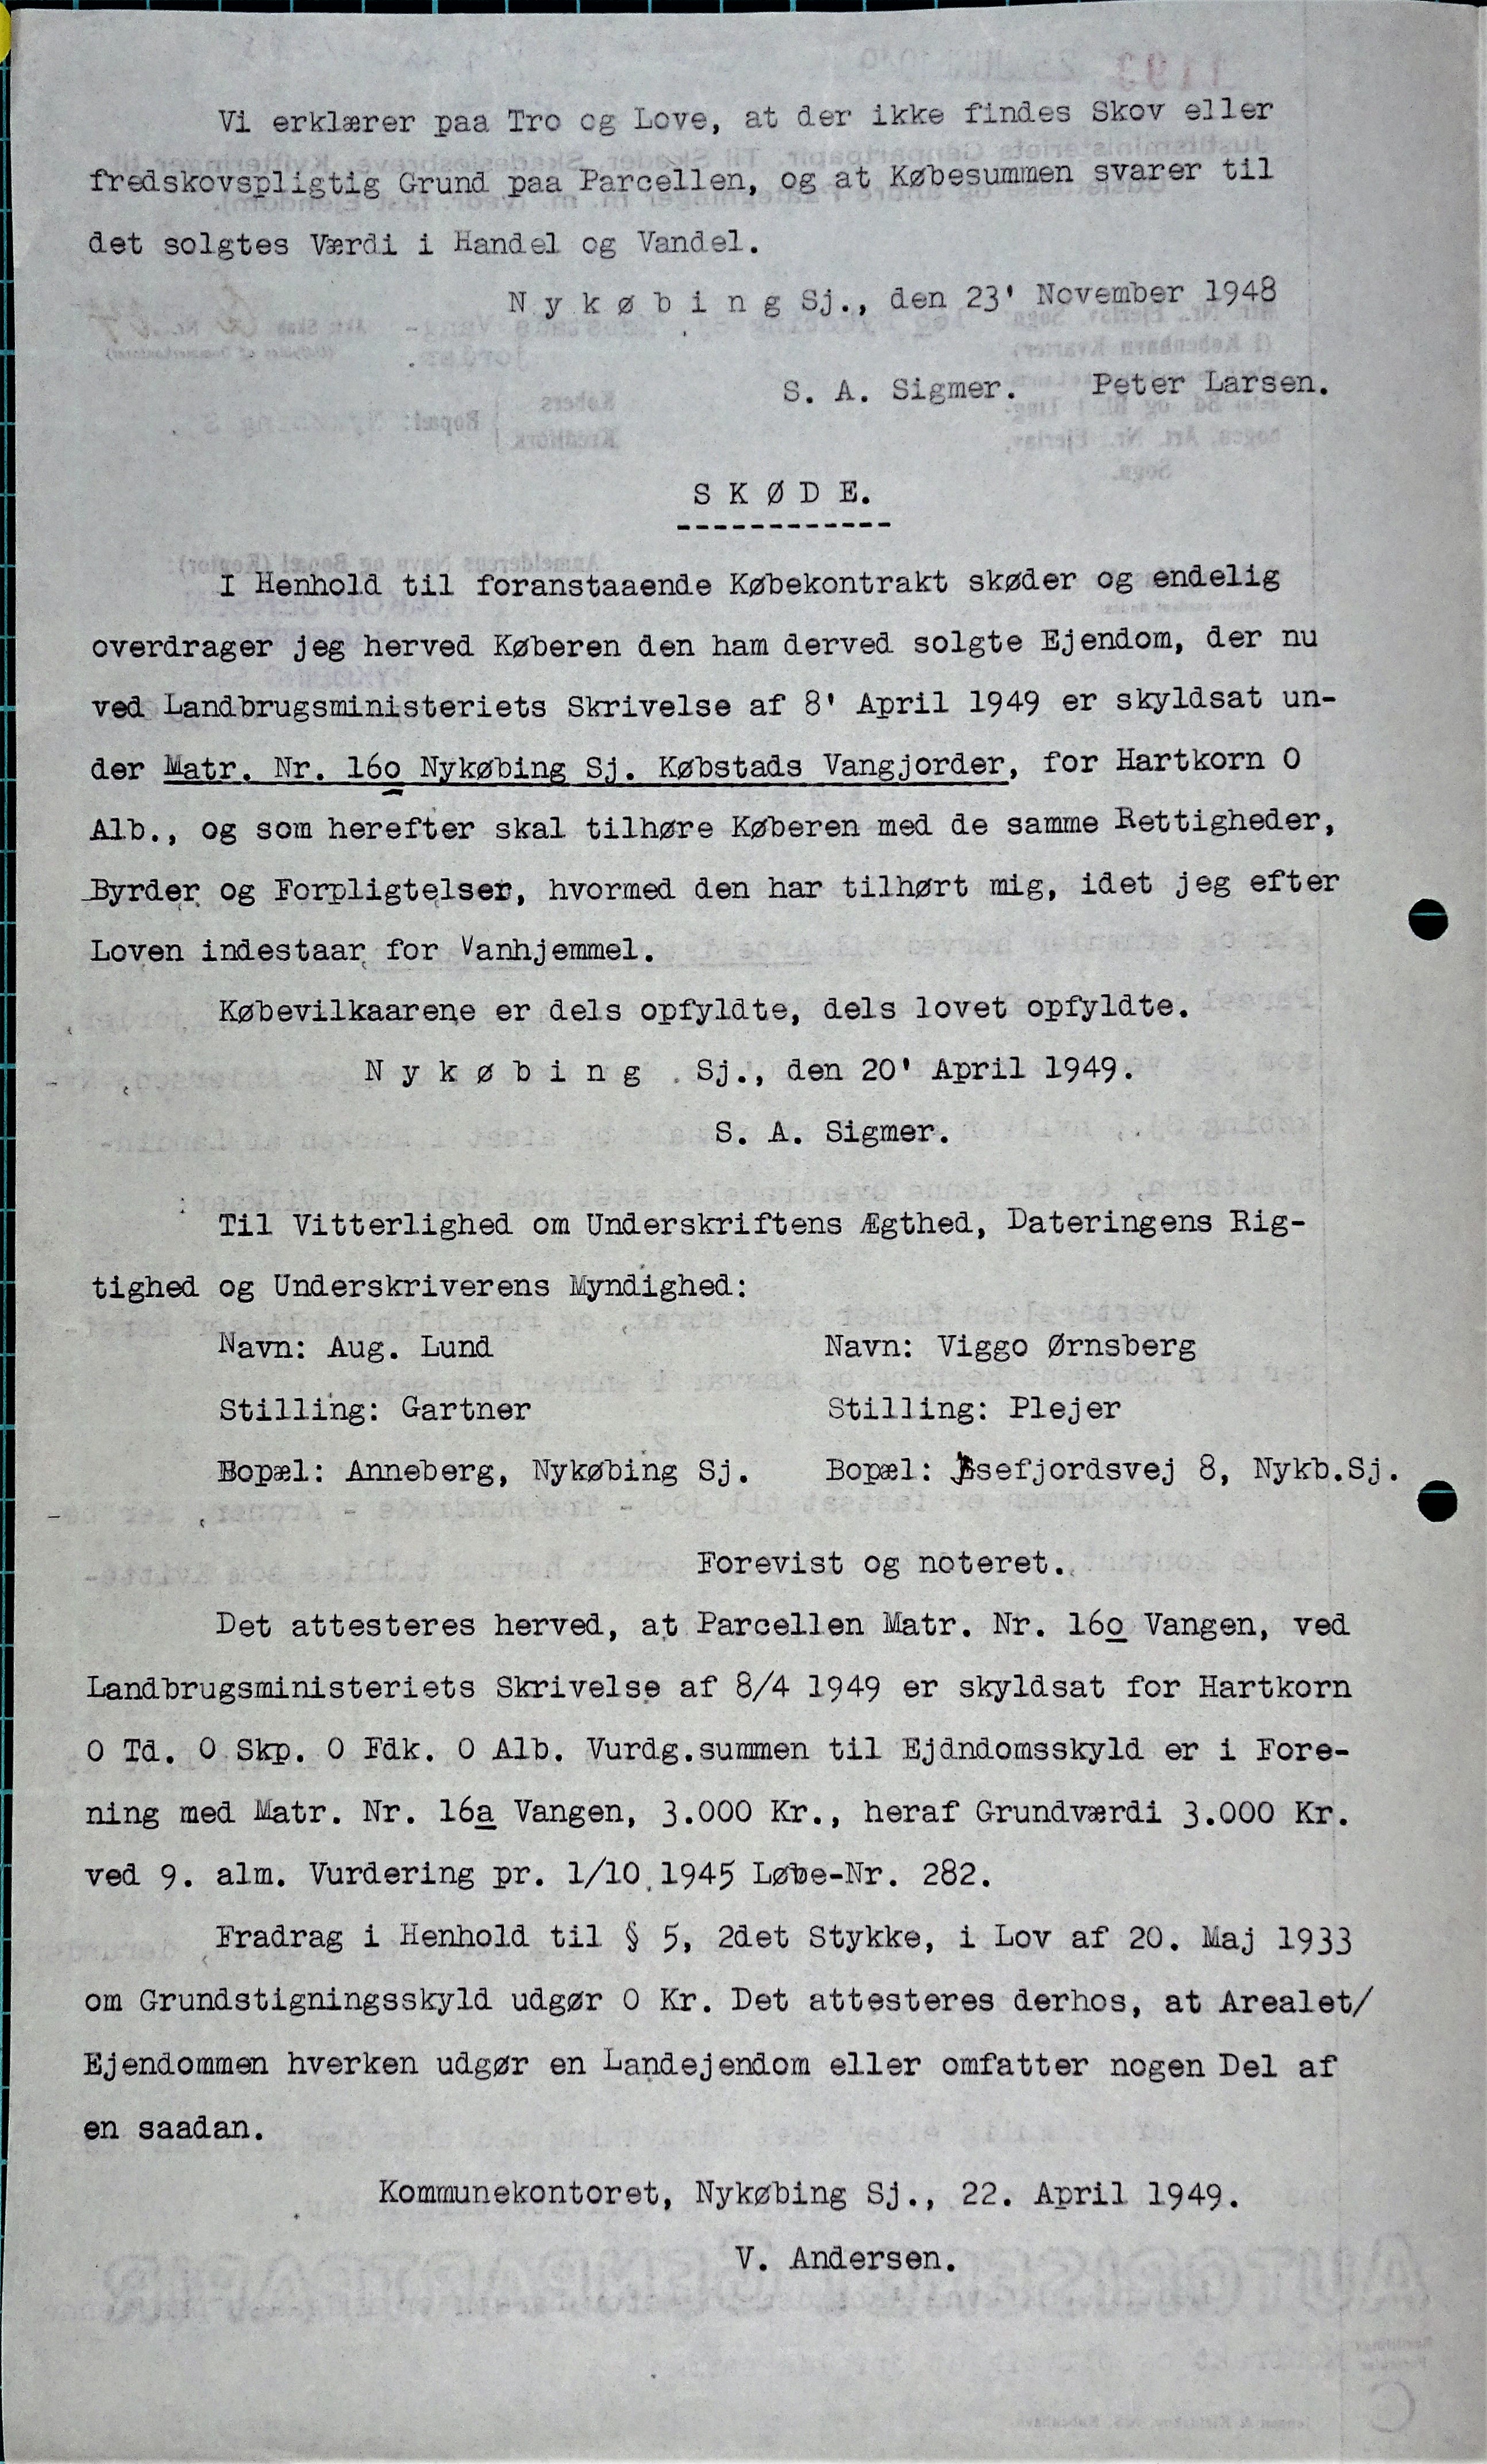 Vi erklærer paa Tro og Love, at der ikke findes Skov eller
fredskovspligtig Grund paa Parcellen, og at Købesummen svarer til
det solgtes Værdi i Handel og Vandel.
N y k ø b i n g Sj., den 23' November 1948
S. A. Sigmer. Peter Larsen.
S K Ø D E.
------------
I Henhold til foranstaaende Købekontrakt skøder og endelig
overdrager jeg herved Køberen den ham derved solgte Ejendom, der nu
ved Landbrugsministeriets Skrivelse af 8' April 1949 er skyldsat un-
der Matr. Nr. 16o Nykøbing Sj. Købstads Vangjorder, for Hartkorn 0
Alb., og som herefter skal tilhøre Køberen med de samme Rettigheder,
Byrder og Forpligtelser, hvormed den har tilhørt mig, idet jeg efter
Loven indestaar for Vanhjemmel.
Købevilkaarene er dels opfyldte, dels lovet opfyldte.
N y k ø b i n g Sj., den 20' April 1949.
S. A. Sigmer.
Til Vitterlighed om Underskriftens Ægthed, Dateringens Rig-
tighed og Underskriverens Myndighed:
Navn: Aug. Lund Navn: Viggo Ørnsberg
Stilling: Gartner Stilling: Plejer
Bopæl: Anneberg, Nykøbing Sj. Bopæl: Isefjordsvej 8, Nykb.Sj.
Forevist og noteret.
Det attesteres herved, at Parcellen Matr. Nr. 16o Vangen, ved
Landbrugsministeriets Skrivelse af 8/4 1949 er skyldsat for Hartkorn
0 Td. 0 Skp. 0 Fdk. 0 Alb. Vurdg.summen til Ejdndomsskyld er i Fore-
ning med Matr. Nr. 16a Vangen, 3.000 Kr., heraf Grundværdi 3.000 Kr.
ved 9. alm. Vurdering pr. 1/10 1945 Løbe-Nr. 282.
Fradrag i Henhold til § 5, 2det Stykke, i Lov af 20. Maj 1933
om Grundstigningsskyld udgør 0 Kr. Det attesteres derhos, at Arealet/
Ejendommen hverken udgør en Landejendom eller omfatter nogen Del af
en saadan.
Kommunekontoret, Nykøbing Sj., 22. April 1949.
V. Andersen.